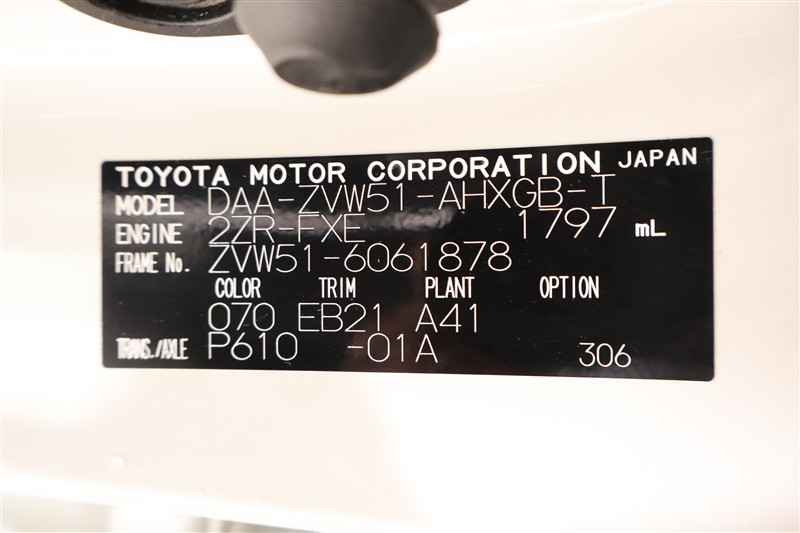 TOYOTA MOTOR CORPORATION JAPAN
MODEL DAA-ZVW51-AHXGB-T
ENGINE 2ZR-FXE 1797 mL
FRAME No. ZVW51-6061878
COLOR TRIM PLANT OPTION
070 EB21 A41
TRANS./AXLE P610 -01A 306